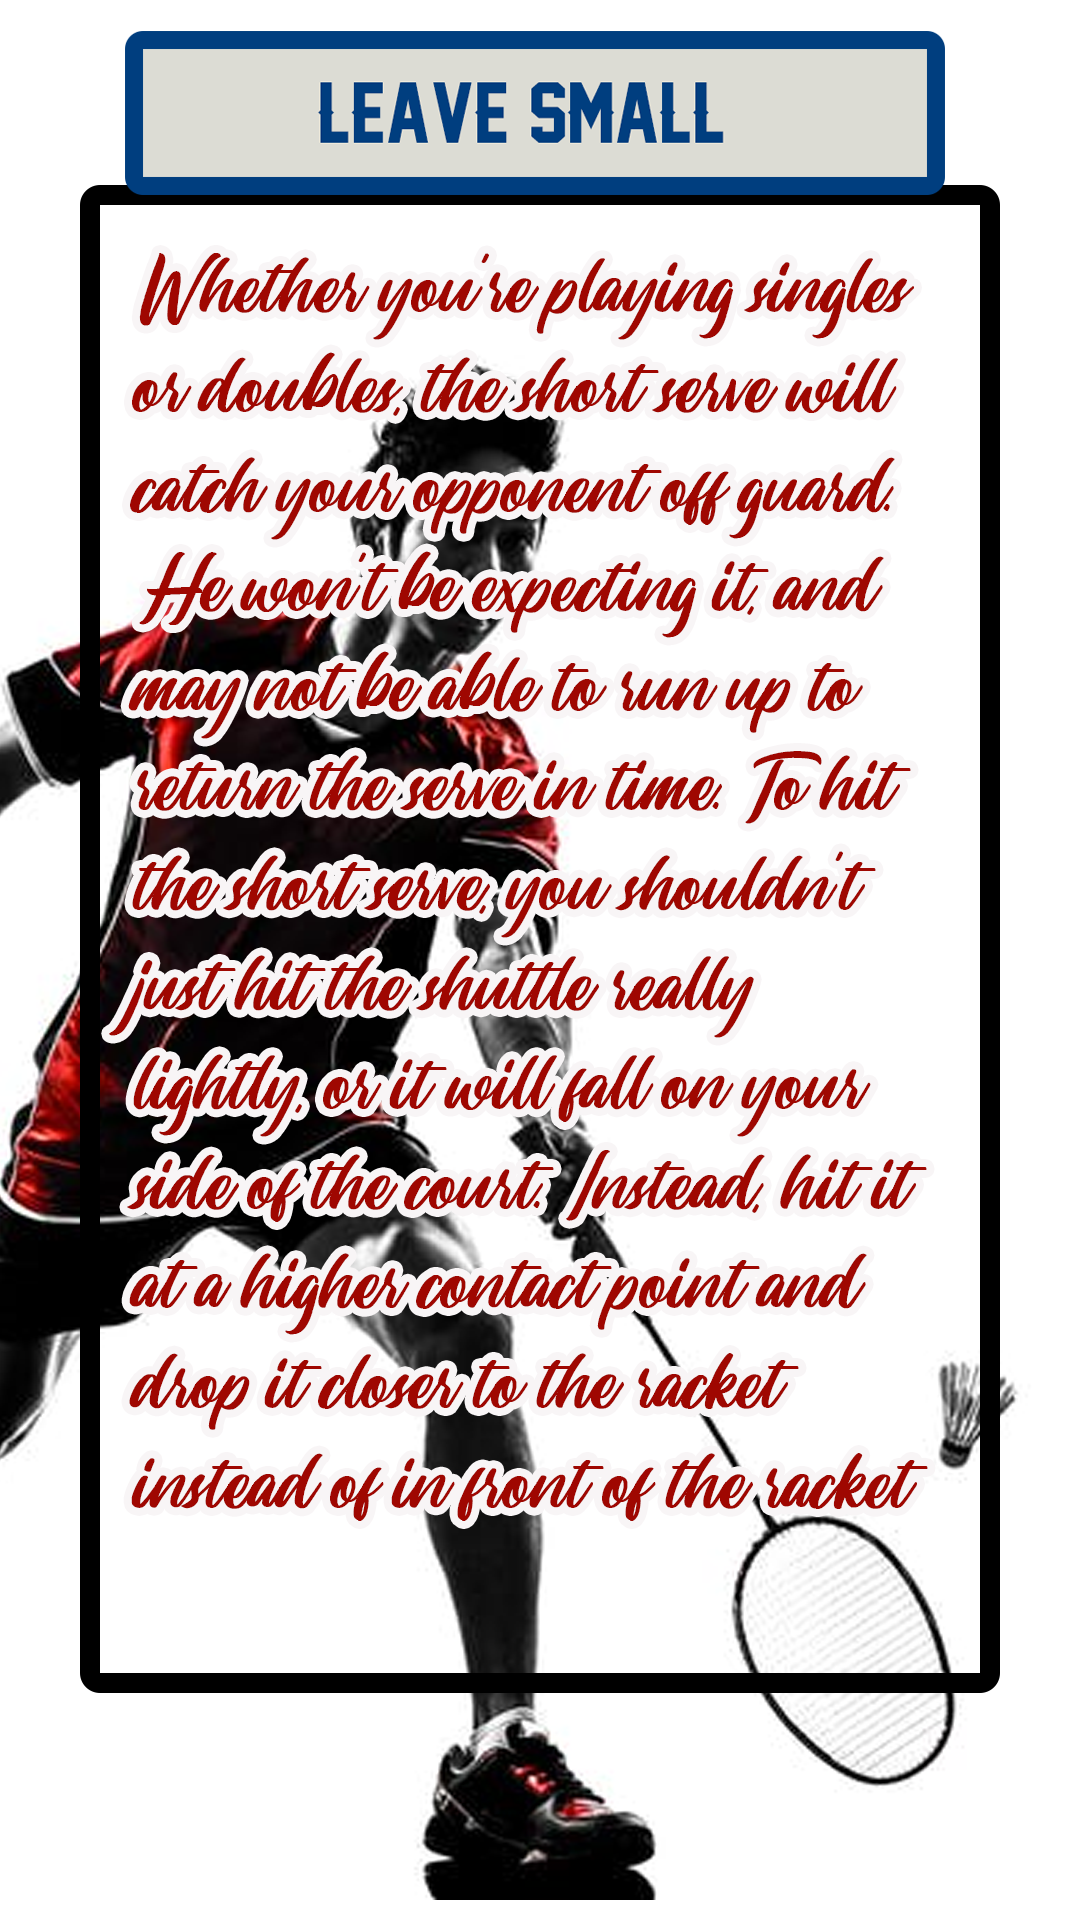 LEAVE SMALL
Whether you're playing singles
or doubles, the short serve will
catch your opponent off guard.
He won't be expecting it, and
may not be able to run up to
return the serve in time. To hit
the short serve, you shouldn't
just hit the shuttle really
lightly, or it will fall on your
side of the court. Instead, hit it
at a higher contact point and
drop it closer to the racket
instead of in front of the racket